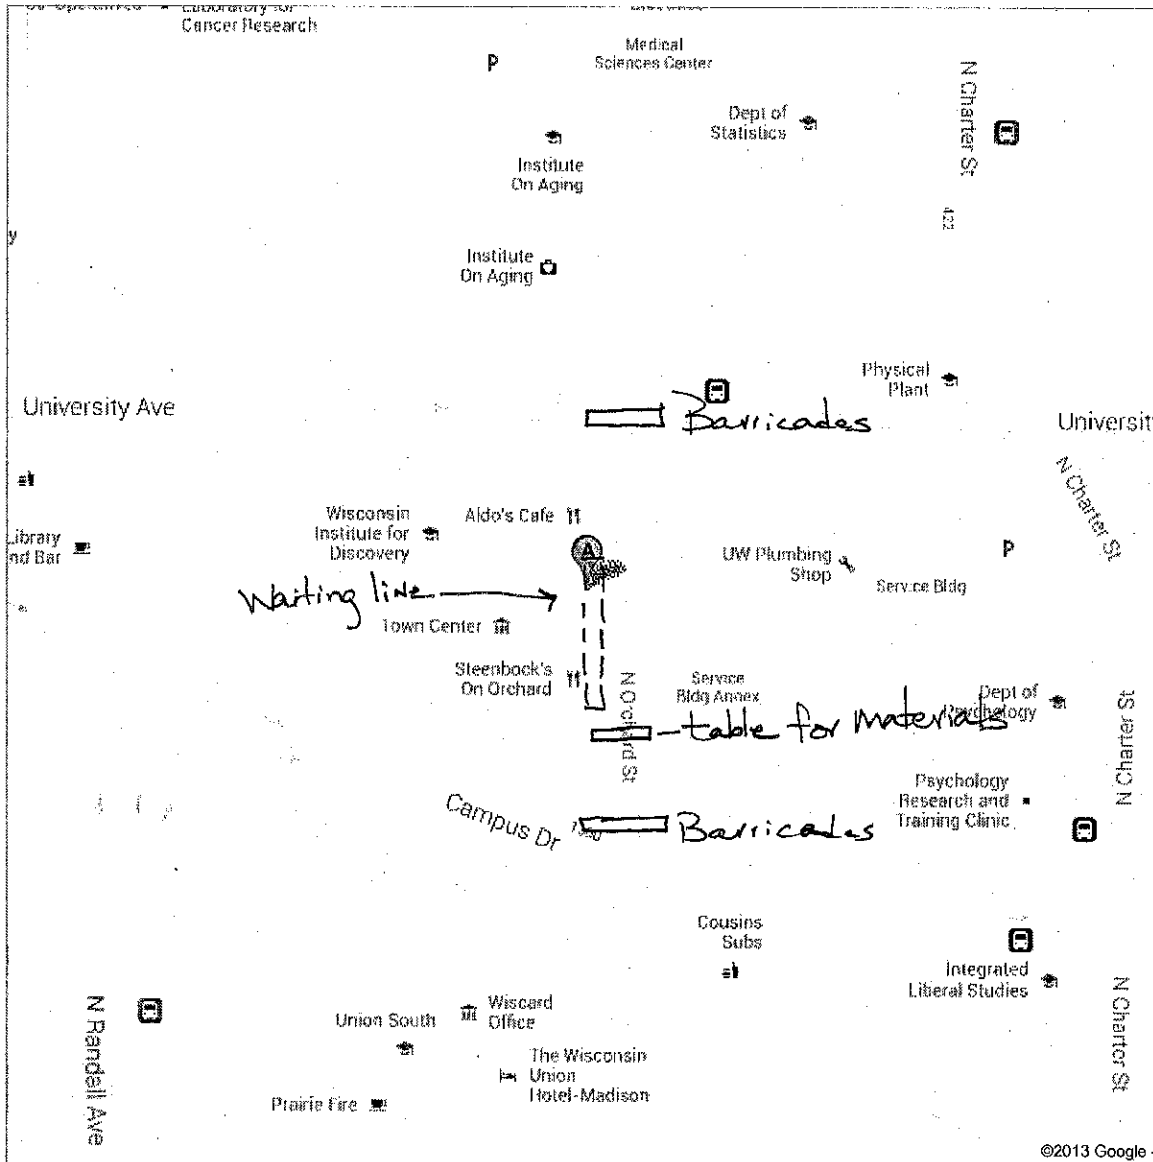 Laboratory for
Cancer Research
P
Medical
Sciences Center
N Charter St
Dept of
Statistics
Institute
On Aging
422
y
Institute
On Aging
Physical
Plant
University Ave
Barricades
Universit
N Charter St
Wisconsin
Institute for
Discovery
Aldo's Cafe
A
Library
nd Bar
UW Plumbing
Shop
P
Service Bldg
Waiting line
Town Center
Steenbock's
On Orchard
N Orchard St
Service
Bldg Annex
Dept of
Psychology
table for materials
N Charter St
Psychology
Research and
Training Clinic
Campus Dr
Barricades
Cousins
Subs
Integrated
Liberal Studies
N Charter St
N Randall Ave
Wiscard
Office
Union South
The Wisconsin
Union
Hotel-Madison
Prairie Fire
©2013 Google -